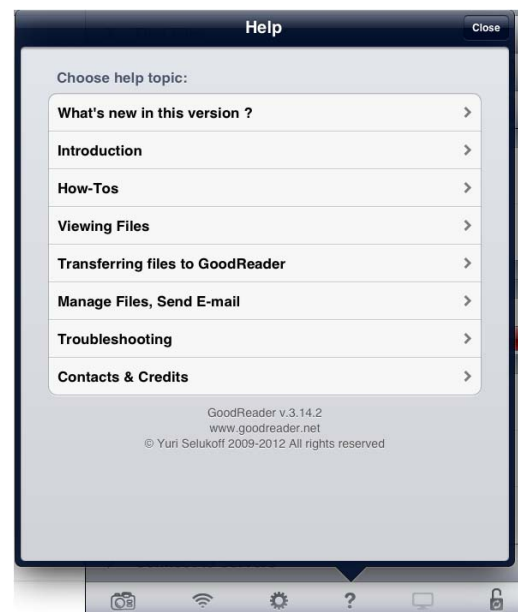 Help
Close
Choose help topic:
What's new in this version ?
Introduction
How-Tos
Viewing Files
Transferring files to GoodReader
Manage Files, Send E-mail
Troubleshooting
Contacts & Credits
GoodReader v.3.14.2
www.goodreader.net
© Yuri Selukoff 2009-2012 All rights reserved
?